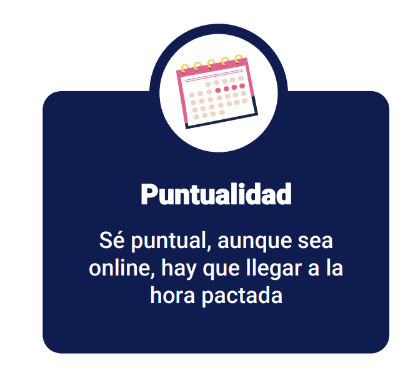 Puntualidad
Sé puntual, aunque sea
online, hay que llegar a la
hora pactada